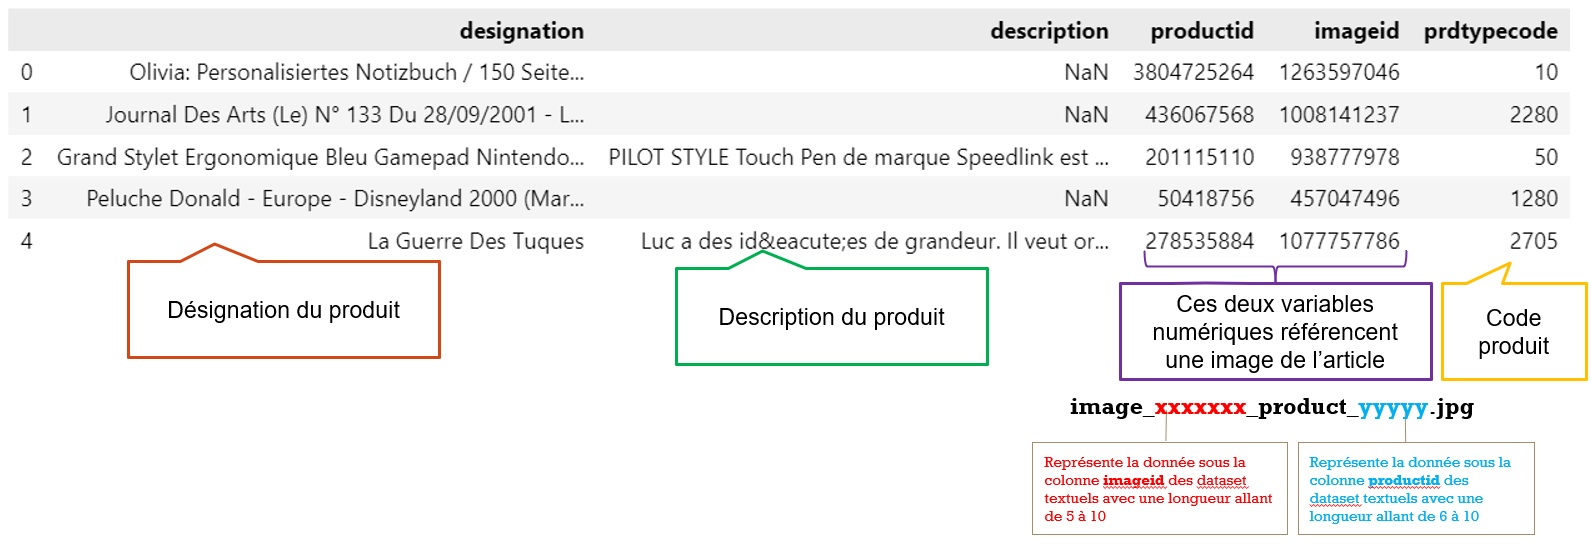 designation description productid imageid prdtypecode
0 Olivia: Personalisiertes Notizbuch / 150 Seite... NaN 3804725264 1263597046 10
1 Journal Des Arts (Le) N° 133 Du 28/09/2001 - L... NaN 436067568 1008141237 2280
2 Grand Stylet Ergonomique Bleu Gamepad Nintendo... PILOT STYLE Touch Pen de marque Speedlink est ... 201115110 938777978 50
3 Peluche Donald - Europe - Disneyland 2000 (Mar... NaN 50418756 457047496 1280
4 La Guerre Des Tuques Luc a des id&eacute;es de grandeur. Il veut or... 278535884 1077757786 2705
Désignation du produit
Description du produit
Ces deux variables
numériques référencent
une image de l’article
Code
produit
image_xxxxxxx_product_yyyyy.jpg
Représente la donnée sous la
colonne imageid des dataset
textuels avec une longueur allant
de 5 à 10
Représente la donnée sous la
colonne productid des
dataset textuels avec une
longueur allant de 6 à 10